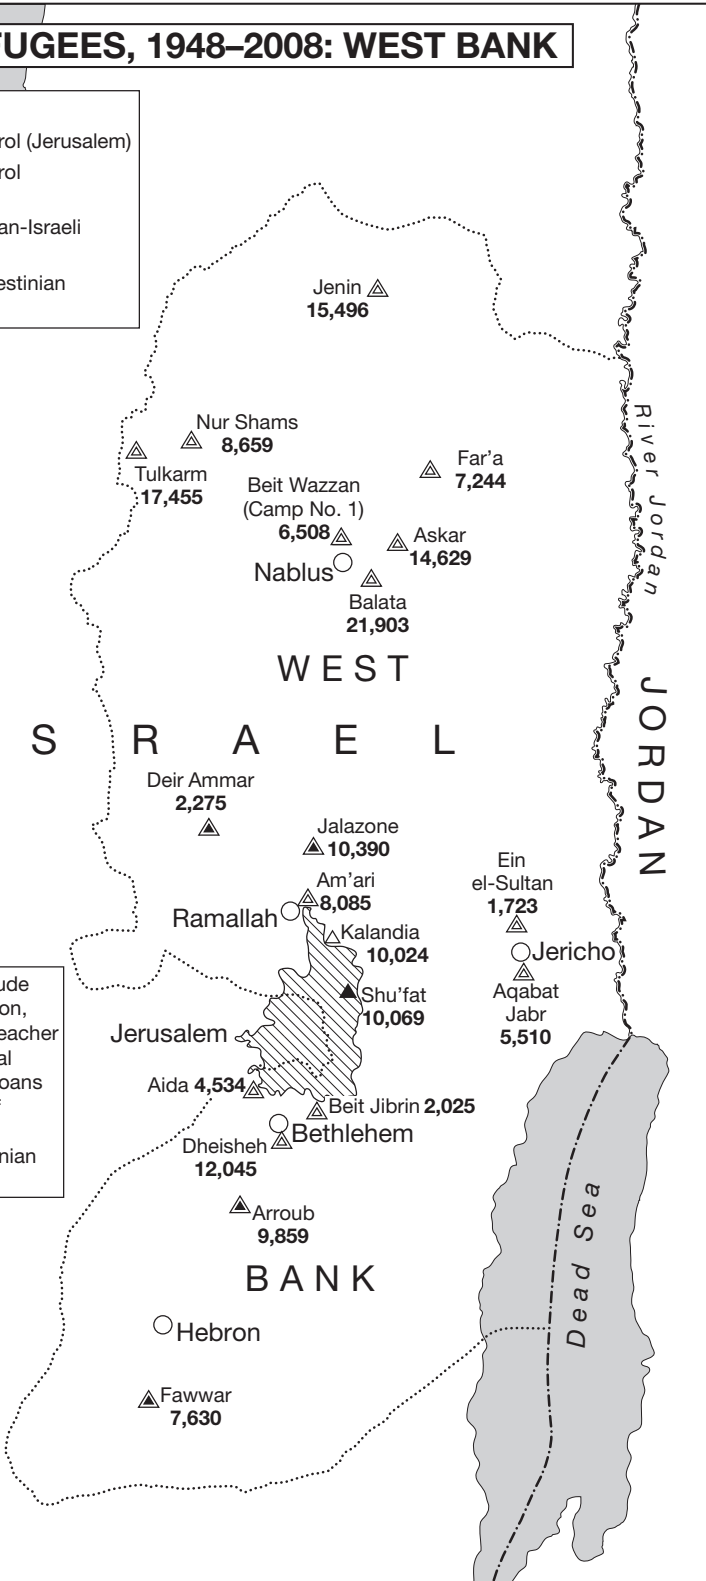 FUGEES, 1948–2008: WEST BANK
rol (Jerusalem)
rol
an-Israeli
estinian
Jenin
15,496
Nur Shams
8,659
Tulkarm
17,455
Far'a
7,244
Beit Wazzan
(Camp No. 1)
6,508
Askar
14,629
Nablus
Balata
21,903
River Jordan
WEST
JORDAN
S R A E L
Deir Ammar
2,275
Jalazone
10,390
Am'ari
8,085
Ramallah
Kalandia
10,024
Ein
el-Sultan
1,723
Jericho
Aqabat
Jabr
5,510
Shu'fat
10,069
Jerusalem
ude
on,
eacher
al
oans
nian
Aida 4,534
Beit Jibrin 2,025
Bethlehem
Dheisheh
12,045
Arroub
9,859
BANK
Dead Sea
Hebron
Fawwar
7,630